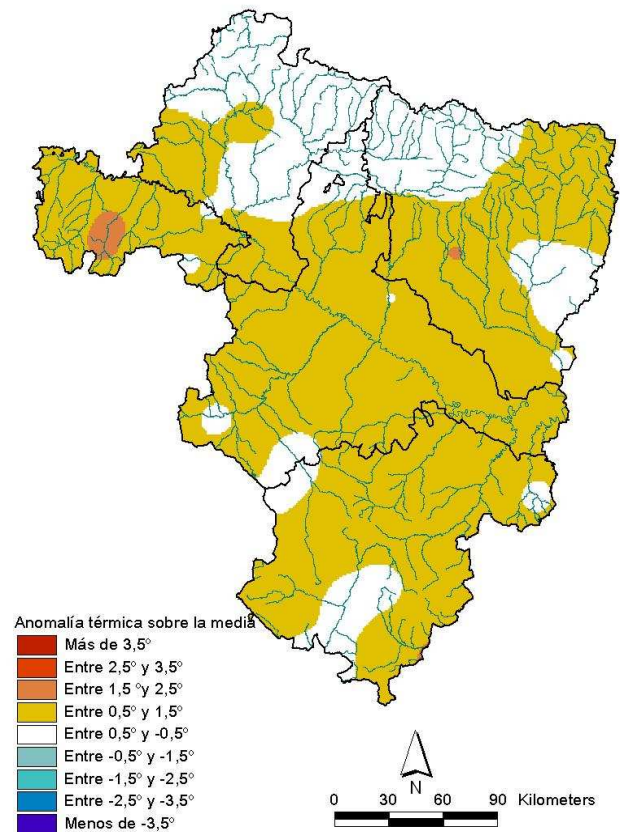 Anomalía térmica sobre la media
Más de 3,5°
Entre 2,5° y 3,5°
Entre 1,5 °y 2,5°
Entre 0,5° y 1,5°
Entre 0,5° y -0,5°
Entre -0,5° y -1,5°
Entre -1,5° y -2,5°
Entre -2,5° y -3,5°
Menos de -3,5°
N
0 30 60 90 Kilometers